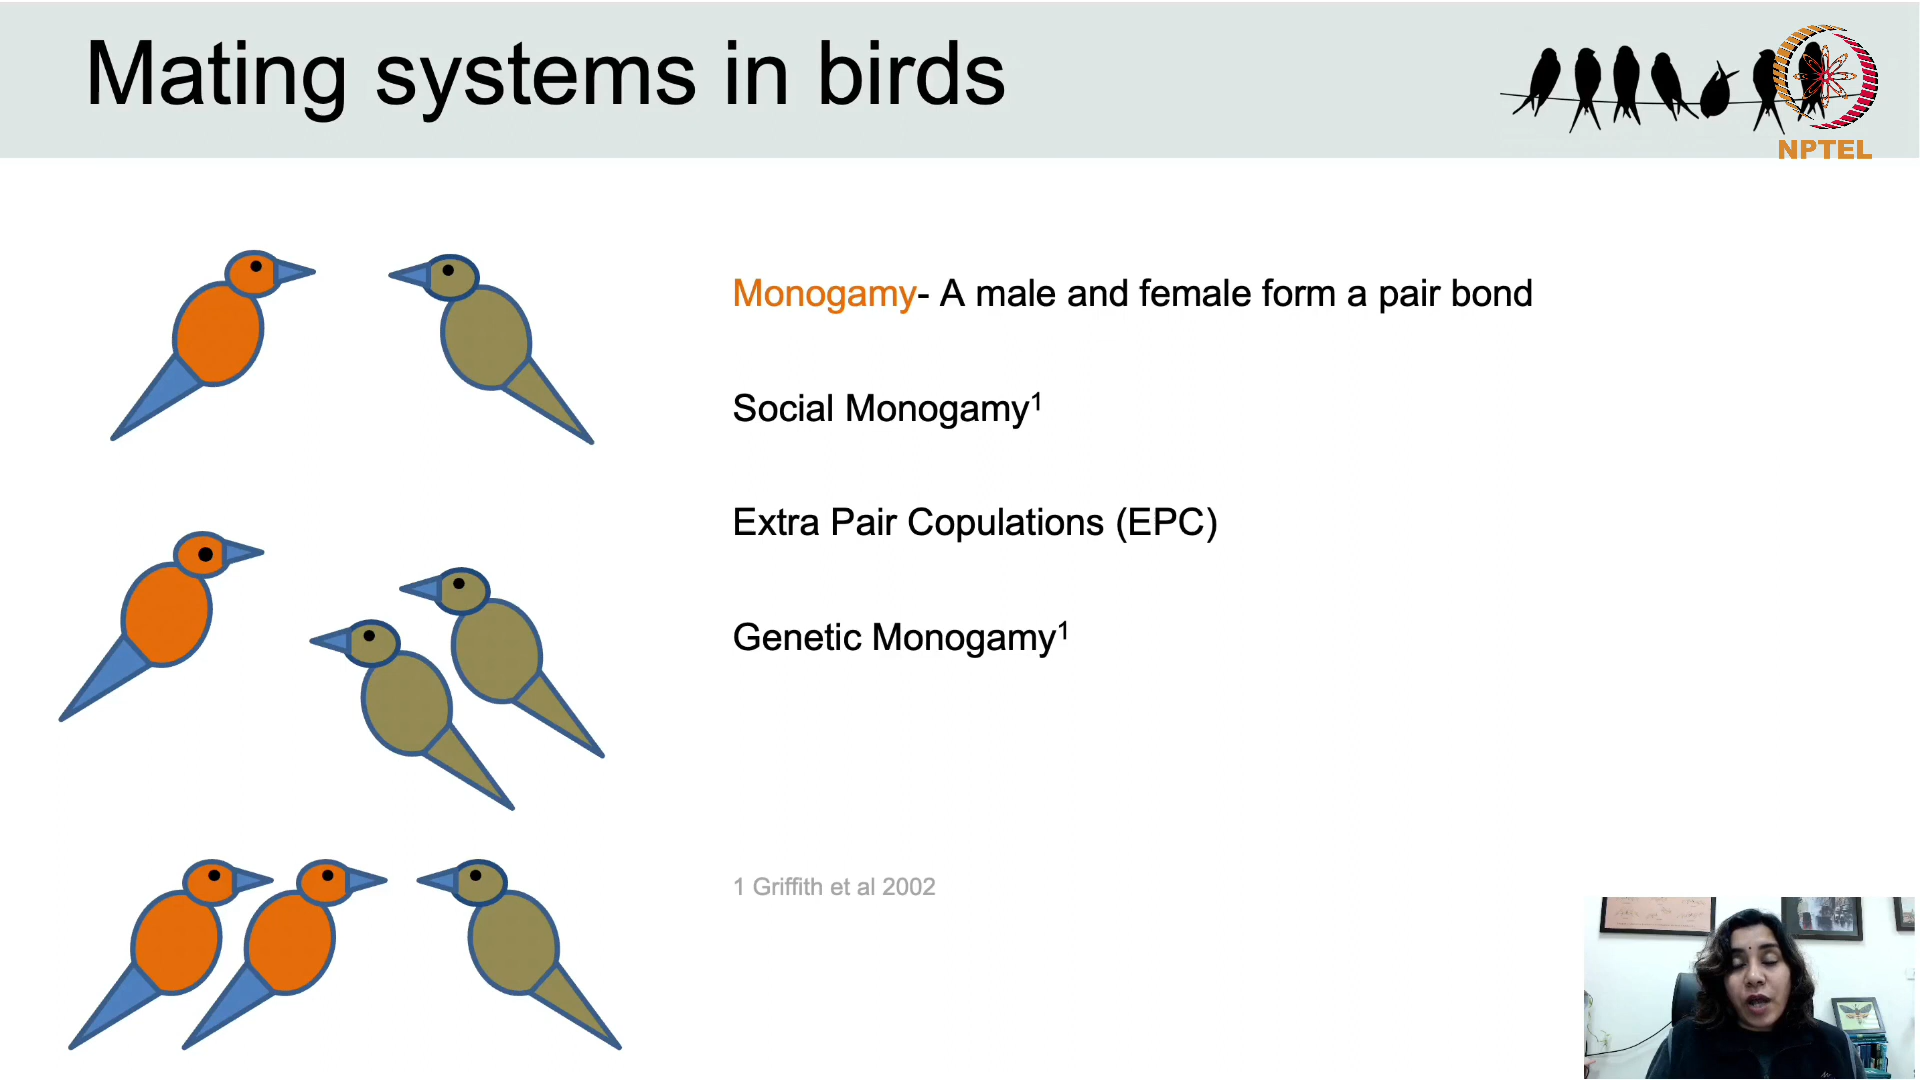 Mating systems in birds
NPTEL
Monogamy- A male and female form a pair bond
Social Monogamy¹
Extra Pair Copulations (EPC)
Genetic Monogamy¹
1 Griffith et al 2002